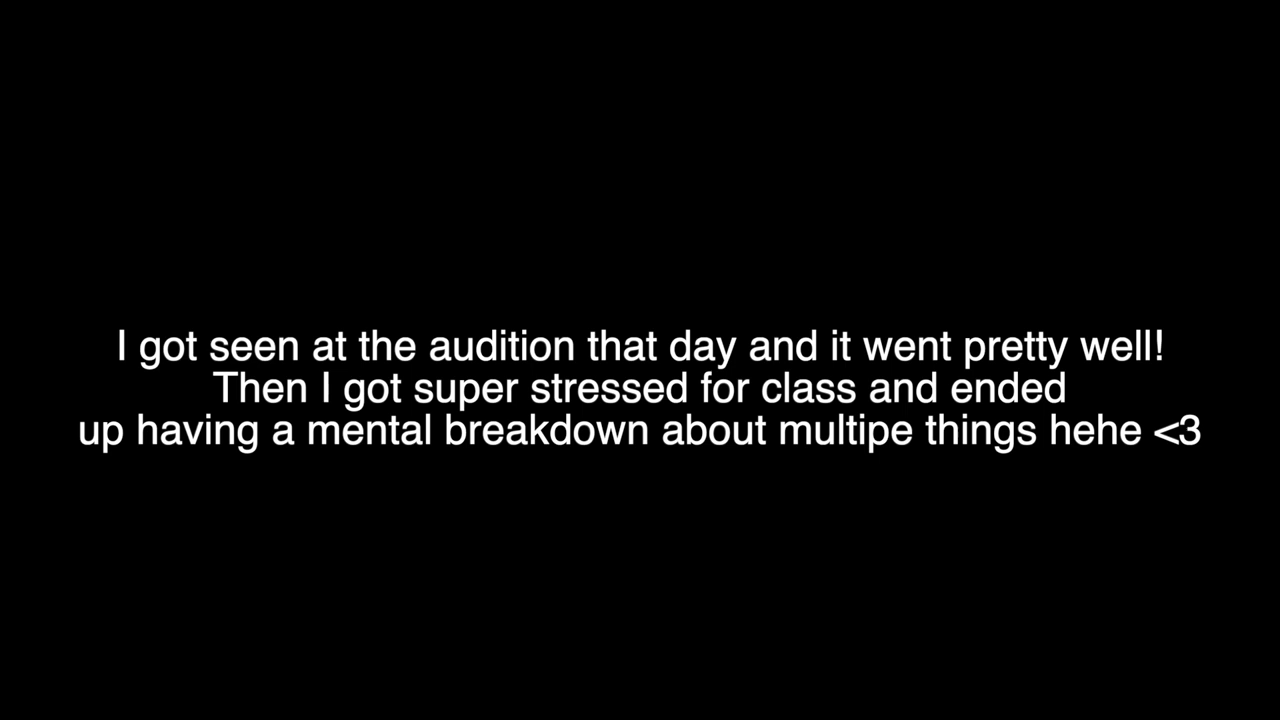 I got seen at the audition that day and it went pretty well!
Then I got super stressed for class and ended
up having a mental breakdown about multipe things hehe <3